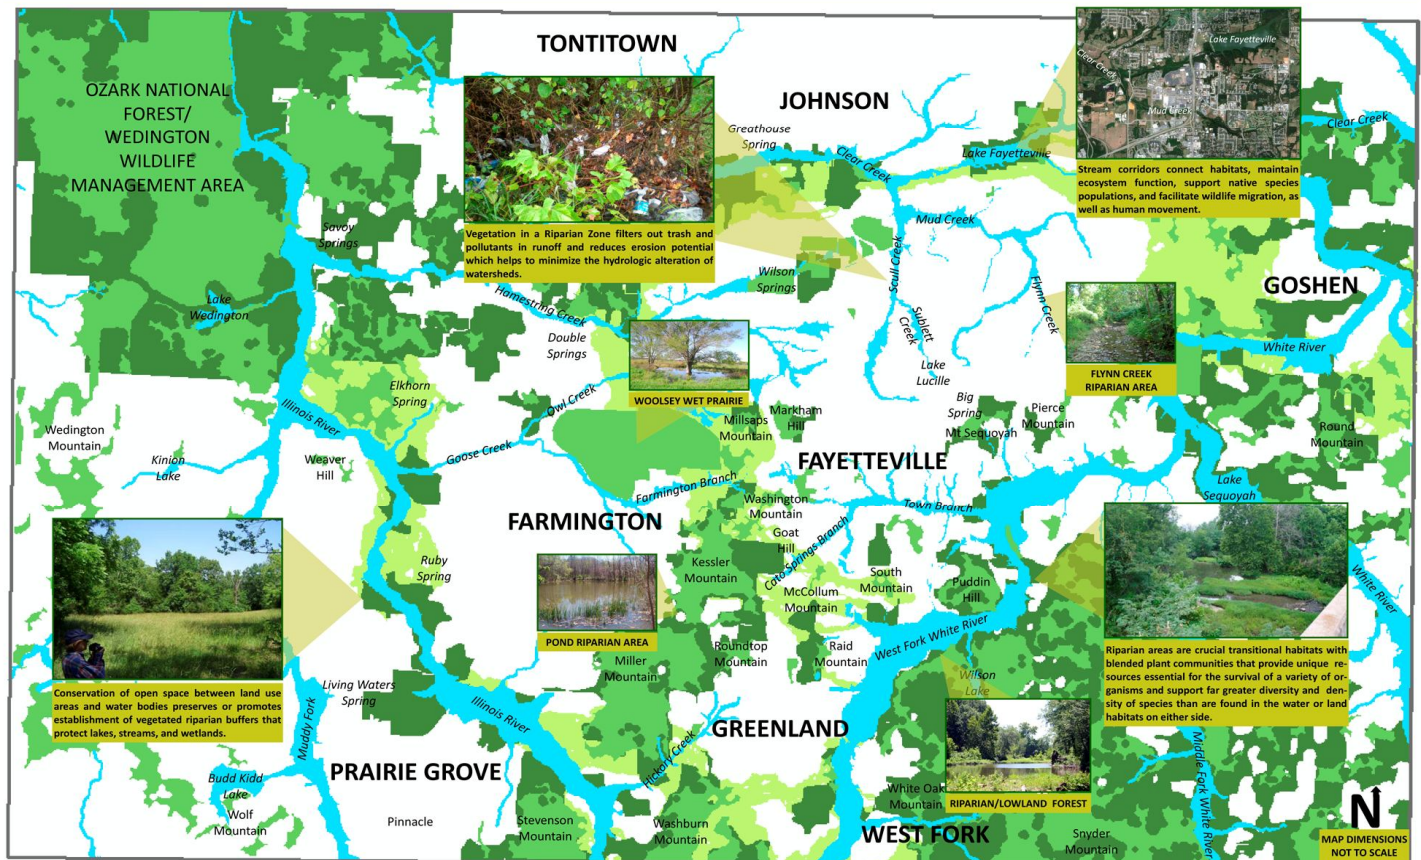 TONTITOWN
OZARK NATIONAL
FOREST/
WEDINGTON
WILDLIFE
MANAGEMENT AREA
JOHNSON
Greathouse
Spring
Clear Creek
Lake Fayetteville
Lake Fayetteville
Clear Creek
Mud Creek
Clear Creek
Stream corridors connect habitats, maintain
ecosystem function, support native species
populations, and facilitate wildlife migration, as
well as human movement.
Vegetation in a Riparian Zone filters out trash and
pollutants in runoff and reduces erosion potential
which helps to minimize the hydrologic alteration of
watersheds.
Savoy
Springs
Mud Creek
Scull Creek
Wilson
Springs
Flynn Creek
GOSHEN
Lake
Wedington
Hamestring Creek
Double
Springs
Sublett
Creek
Lake
Lucille
White River
FLYNN CREEK
RIPARIAN AREA
WOOLSEY WET PRAIRIE
Elkhorn
Spring
Owl Creek
Illinois River
Big
Spring
Mt Sequoyah
Pierce
Mountain
Markham
Hill
Millsaps
Mountain
Round
Mountain
Wedington
Mountain
Kinion
Lake
Weaver
Hill
Goose Creek
FAYETTEVILLE
Farmington Branch
Lake
Sequoyah
Washington
Mountain
Town Branch
FARMINGTON
Goat
Hill
Cato Springs Branch
Ruby
Spring
Kessler
Mountain
South
Mountain
Puddin
Hill
McCollum
Mountain
White River
POND RIPARIAN AREA
West Fork White River
Roundtop
Mountain
Raid
Mountain
Miller
Mountain
Wilson
Lake
Riparian areas are crucial transitional habitats with
blended plant communities that provide unique re-
sources essential for the survival of a variety of or-
ganisms and support far greater diversity and den-
sity of species than are found in the water or land
habitats on either side.
Conservation of open space between land use
areas and water bodies preserves or promotes
establishment of vegetated riparian buffers that
protect lakes, streams, and wetlands.
Living Waters
Spring
Muddy Fork
Illinois River
GREENLAND
Hickory Creek
PRAIRIE GROVE
Budd Kidd
Lake
Wolf
Mountain
Pinnacle
Stevenson
Mountain
Washburn
Mountain
White Oak
Mountain
RIPARIAN/LOWLAND FOREST
WEST FORK
Snyder
Mountain
Middle Fork White River
N
MAP DIMENSIONS
NOT TO SCALE